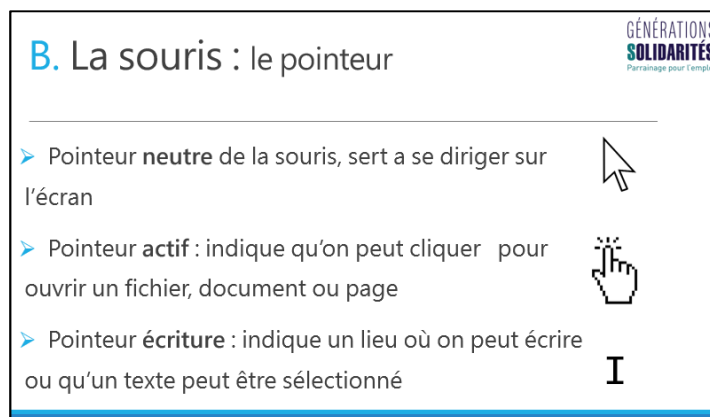 B. La souris : le pointeur
GÉNÉRATIONS
SOLIDARITÉS
Parrainage pour l'emploi
➢ Pointeur neutre de la souris, sert a se diriger sur
l'écran
➢ Pointeur actif : indique qu'on peut cliquer pour
ouvrir un fichier, document ou page
➢ Pointeur écriture : indique un lieu où on peut écrire
ou qu'un texte peut être sélectionné